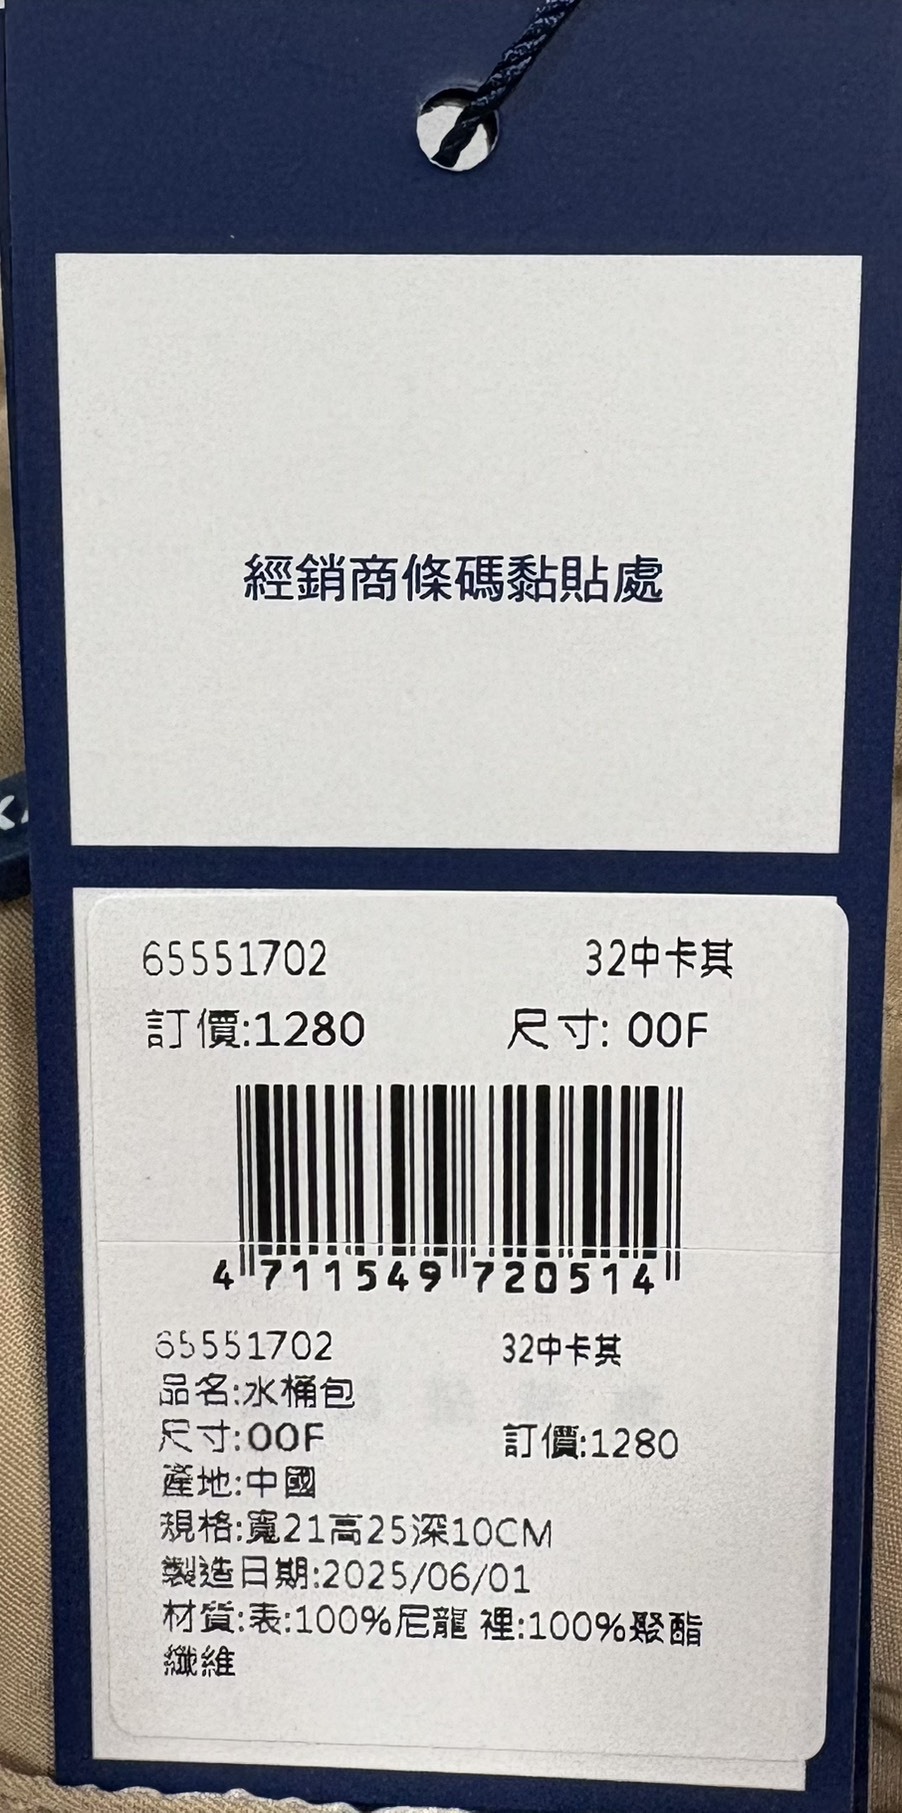 經銷商條碼黏貼處
65551702 32中卡其
訂價:1280 尺寸: 00F
4 711549 720514
65551702 32中卡其
品名:水桶包
尺寸:00F 訂價:1280
產地:中國
規格:寬21高25深10CM
製造日期:2025/06/01
材質:表:100%尼龍 裡:100%聚酯
纖維